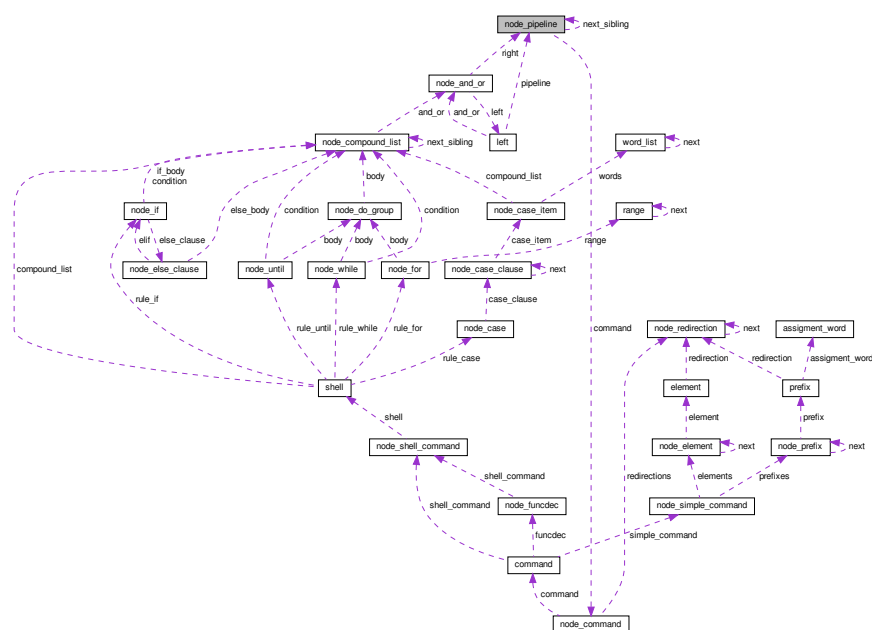 node_pipeline
next_sibling
right
pipeline
node_and_or
and_or
and_or
left
node_compound_list
next_sibling
left
word_list
next
if_body
condition
body
compound_list
words
node_if
else_body
condition
node_do_group
condition
node_case_item
range
next
elif
else_clause
body
body
body
case_item
range
compound_list
node_else_clause
node_until
node_while
node_for
node_case_clause
next
rule_if
case_clause
rule_until
rule_while
rule_for
node_case
command
node_redirection
next
assigment_word
rule_case
redirection
redirection
assigment_word
shell
element
prefix
shell
element
prefix
node_shell_command
node_element
next
node_prefix
next
shell_command
redirections
elements
prefixes
shell_command
node_funcdec
node_simple_command
funcdec
simple_command
command
command
node_command